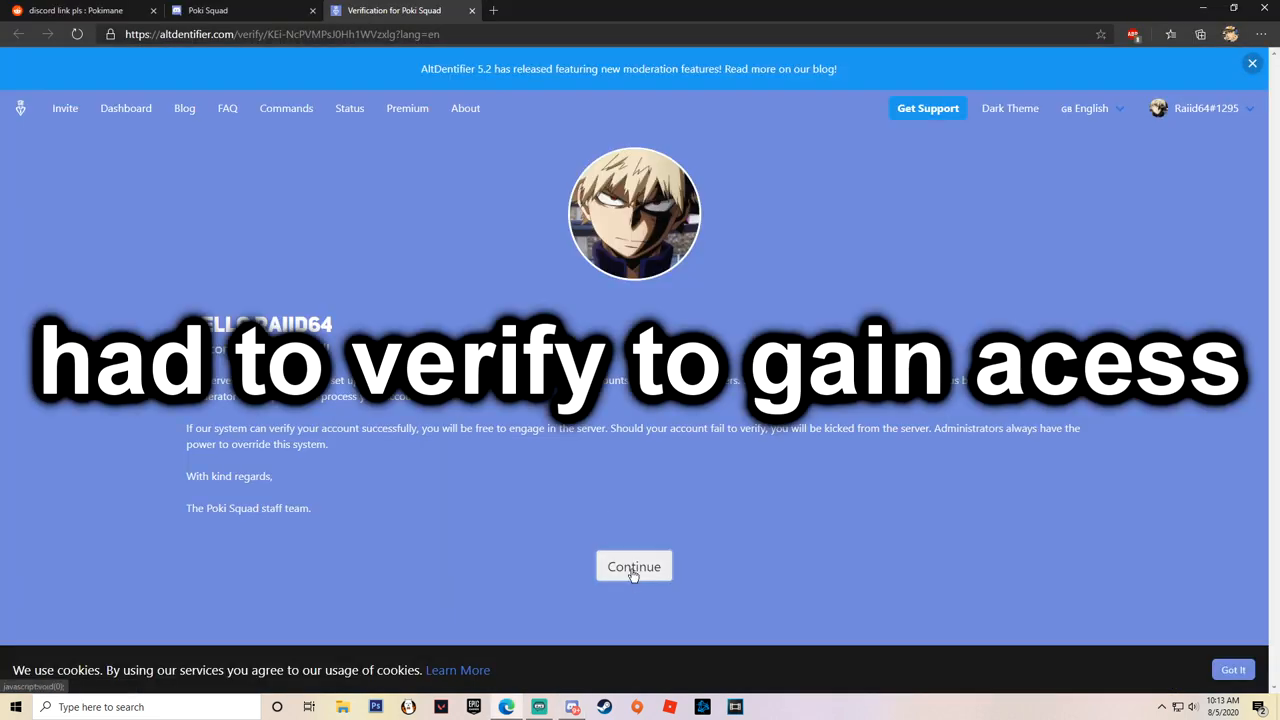 discord link pls : Pokimane
Poki Squad
Verification for Poki Squad
https://altdentifier.com/verify/KEi-NcPVMPsJ0Hh1WVzxlg?lang=en
AltDentifier 5.2 has released featuring new moderation features! Read more on our blog!
Invite Dashboard Blog FAQ Commands Status Premium About Get Support Dark Theme GB English Raiid64#1295
RAIID64
had to verify to gain acess
If our system can verify your account successfully, you will be free to engage in the server. Should your account fail to verify, you will be kicked from the server. Administrators always have the
power to override this system.
With kind regards,
The Poki Squad staff team.
Continue
We use cookies. By using our services you agree to our usage of cookies. Learn More
Got It
javascript:void(0);
Type here to search
10:13 AM
8/5/2020